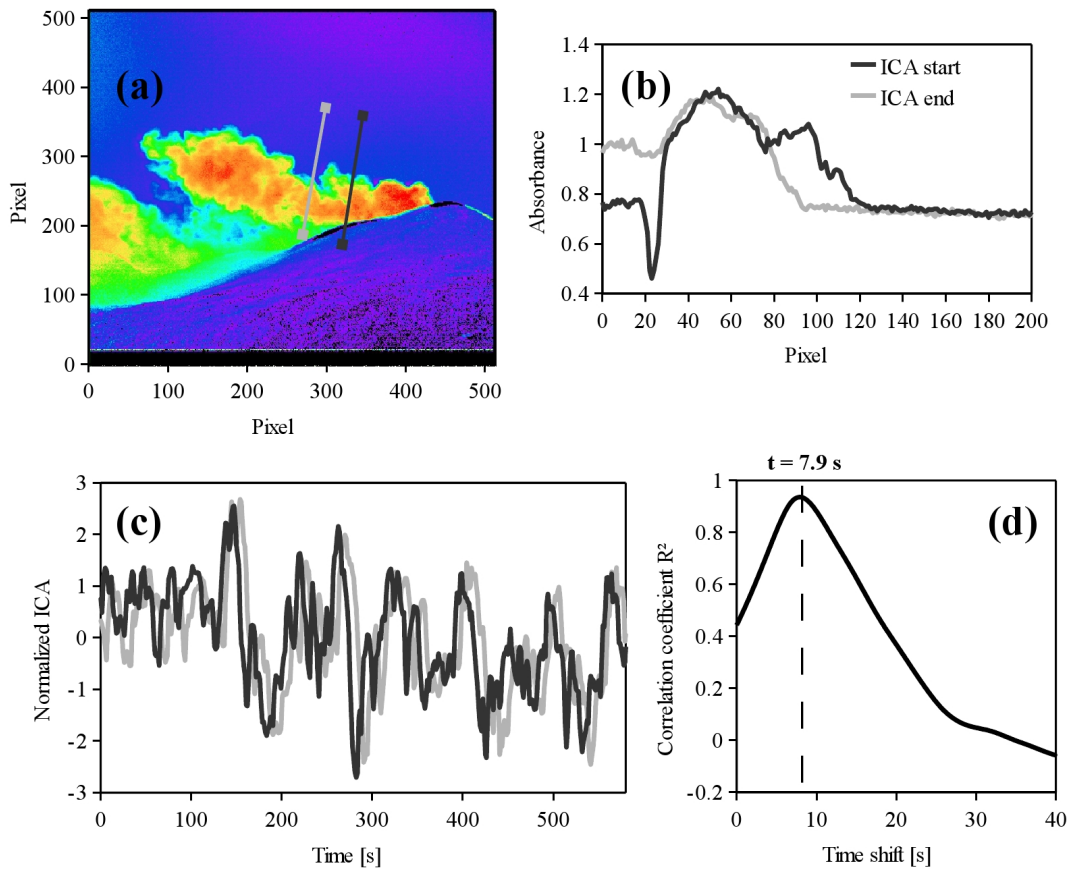 (a)
500
400
300
200
100
0
Pixel
0 100 200 300 400 500
Pixel
(b)
ICA start
ICA end
1.4
1.2
1
0.8
0.6
0.4
Absorbance
0 20 40 60 80 100 120 140 160 180 200
Pixel
(c)
3
2
1
0
-1
-2
-3
Normalized ICA
0 100 200 300 400 500
Time [s]
t = 7.9 s
(d)
1
0.8
0.6
0.4
0.2
0
-0.2
Correlation coefficient R²
0 10 20 30 40
Time shift [s]